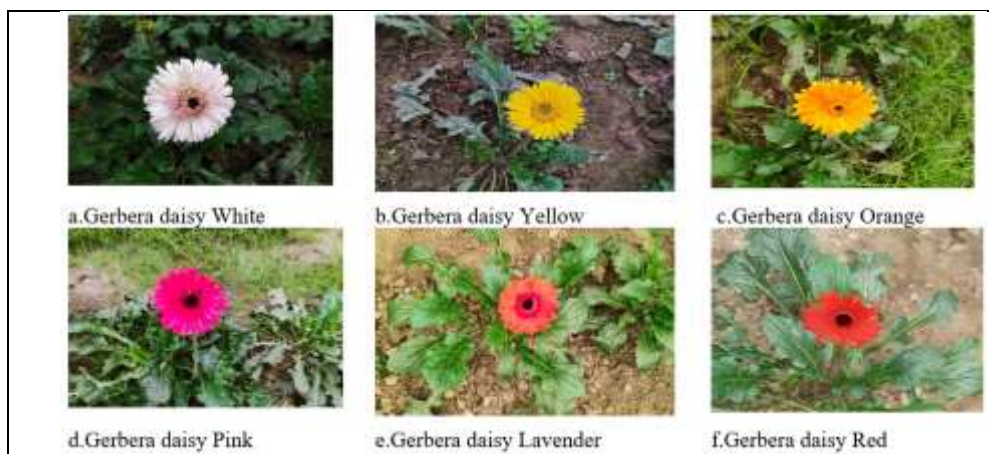 a.Gerbera daisy White
b.Gerbera daisy Yellow
c.Gerbera daisy Orange
d.Gerbera daisy Pink
e.Gerbera daisy Lavender
f.Gerbera daisy Red